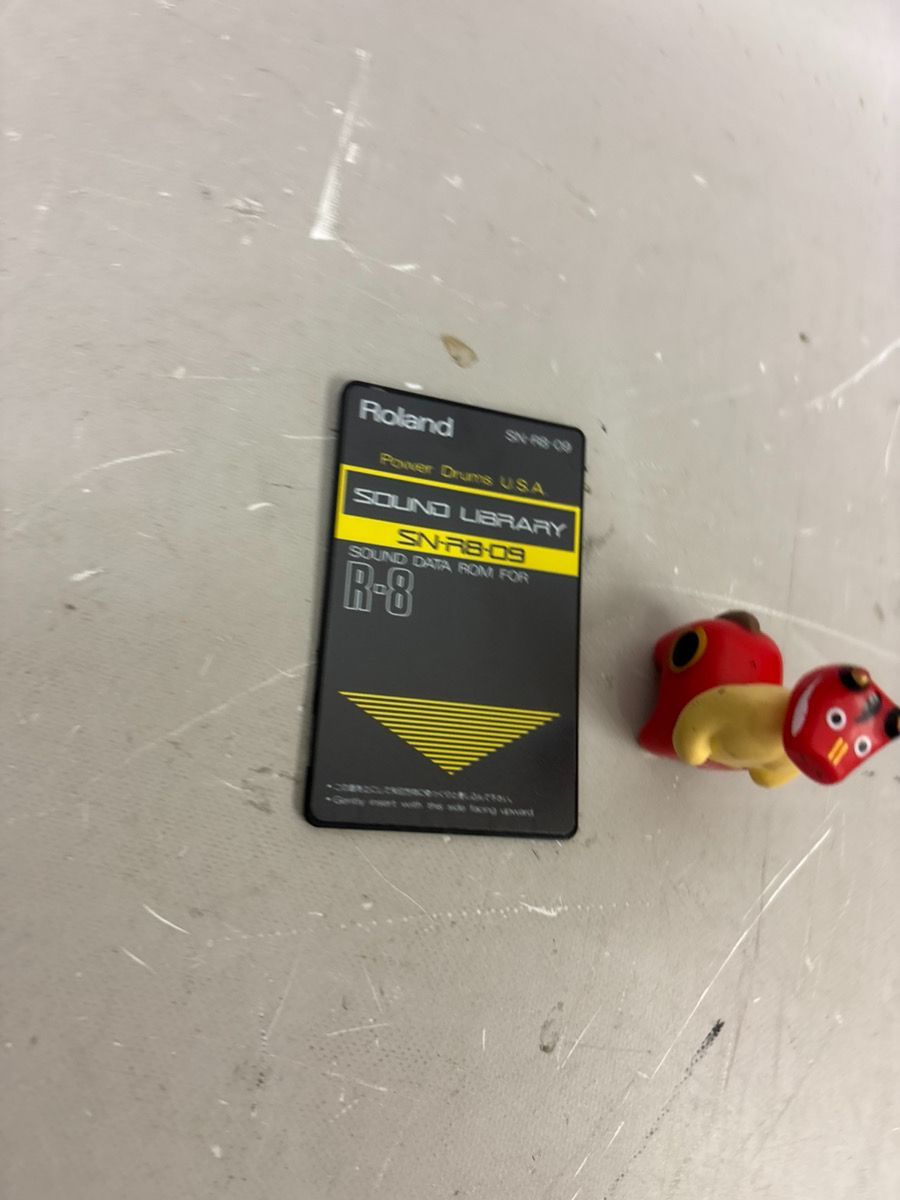 Roland
SN-R8-09
Power Drums U.S.A.
SOUND LIBRARY
SN-R8-09
SOUND DATA ROM FOR
R-8
• Gently insert with this side facing upward.